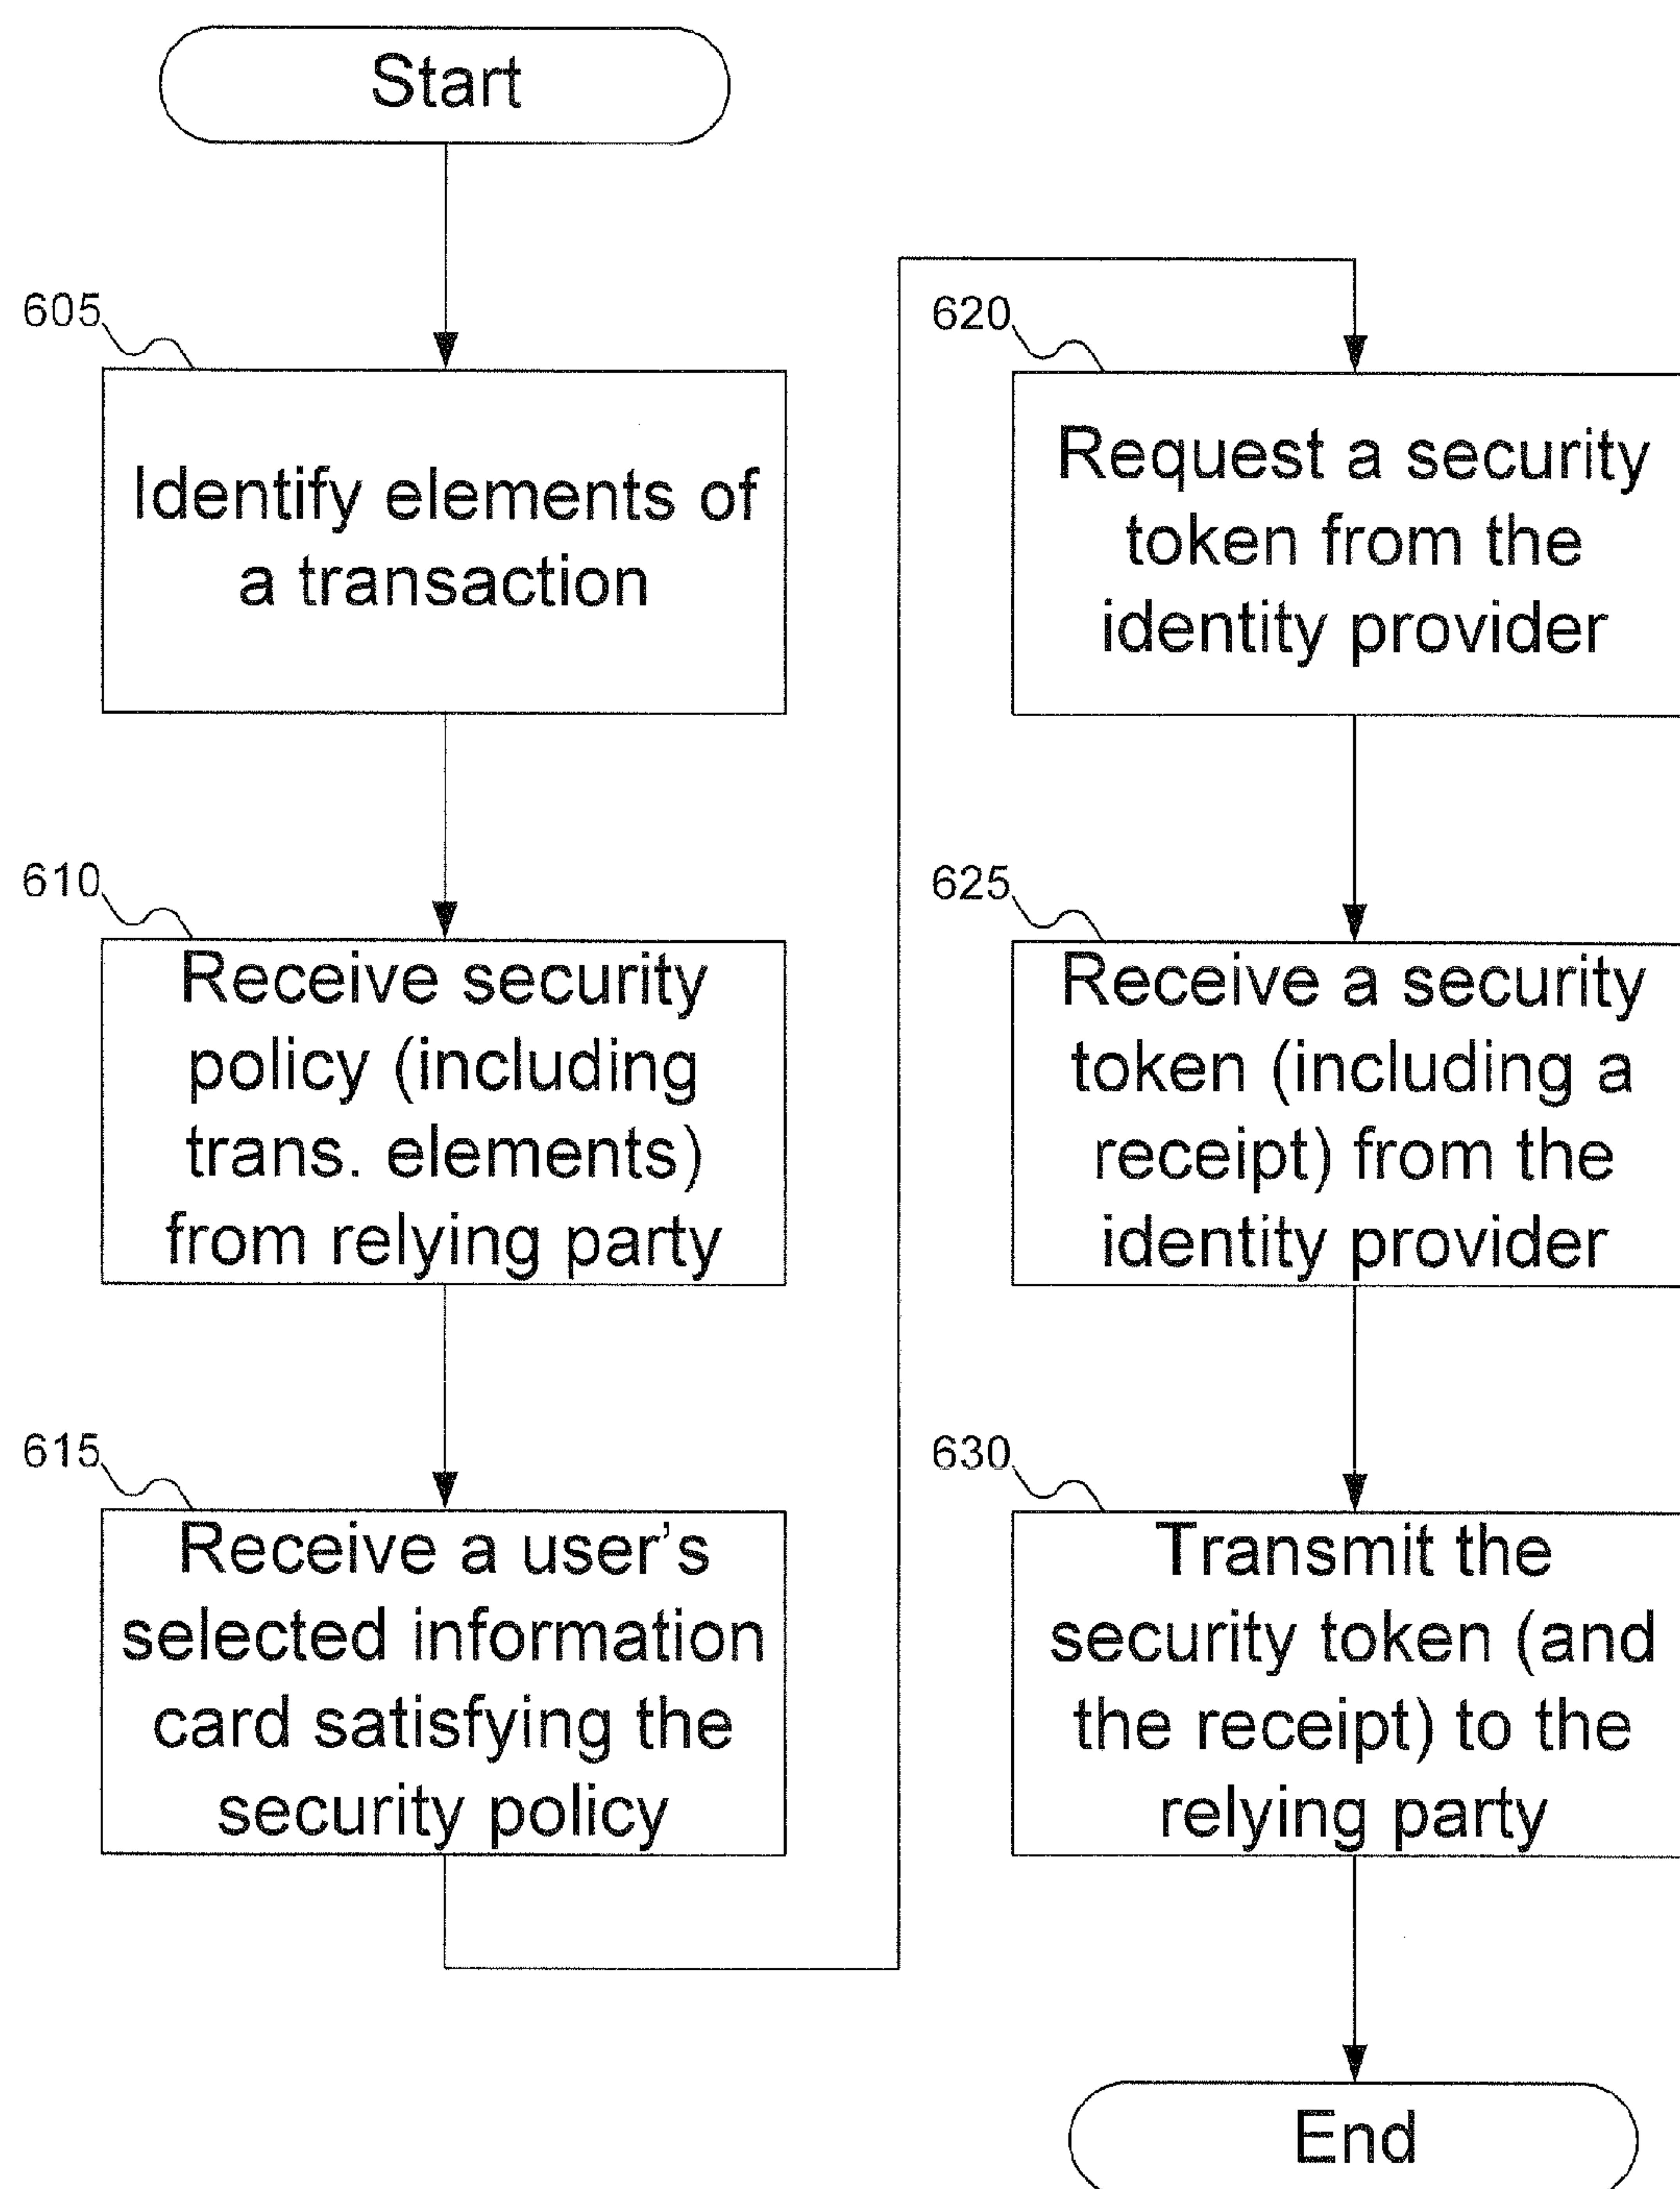 Start
605
Identify elements of
a transaction
610
Receive security
policy (including
trans. elements)
from relying party
615
Receive a user's
selected information
card satisfying the
security policy
620
Request a security
token from the
identity provider
625
Receive a security
token (including a
receipt) from the
identity provider
630
Transmit the
security token (and
the receipt) to the
relying party
End